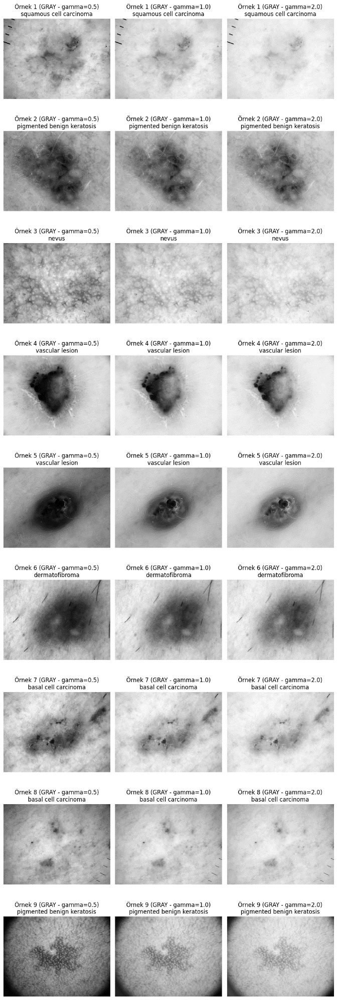 Örnek 1 (GRAY - gamma=0.5)
squamous cell carcinoma
Örnek 1 (GRAY - gamma=1.0)
squamous cell carcinoma
Örnek 1 (GRAY - gamma=2.0)
squamous cell carcinoma
Örnek 2 (GRAY - gamma=0.5)
pigmented benign keratosis
Örnek 2 (GRAY - gamma=1.0)
pigmented benign keratosis
Örnek 2 (GRAY - gamma=2.0)
pigmented benign keratosis
Örnek 3 (GRAY - gamma=0.5)
nevus
Örnek 3 (GRAY - gamma=1.0)
nevus
Örnek 3 (GRAY - gamma=2.0)
nevus
Örnek 4 (GRAY - gamma=0.5)
vascular lesion
Örnek 4 (GRAY - gamma=1.0)
vascular lesion
Örnek 4 (GRAY - gamma=2.0)
vascular lesion
Örnek 5 (GRAY - gamma=0.5)
vascular lesion
Örnek 5 (GRAY - gamma=1.0)
vascular lesion
Örnek 5 (GRAY - gamma=2.0)
vascular lesion
Örnek 6 (GRAY - gamma=0.5)
dermatofibroma
Örnek 6 (GRAY - gamma=1.0)
dermatofibroma
Örnek 6 (GRAY - gamma=2.0)
dermatofibroma
Örnek 7 (GRAY - gamma=0.5)
basal cell carcinoma
Örnek 7 (GRAY - gamma=1.0)
basal cell carcinoma
Örnek 7 (GRAY - gamma=2.0)
basal cell carcinoma
Örnek 8 (GRAY - gamma=0.5)
basal cell carcinoma
Örnek 8 (GRAY - gamma=1.0)
basal cell carcinoma
Örnek 8 (GRAY - gamma=2.0)
basal cell carcinoma
Örnek 9 (GRAY - gamma=0.5)
pigmented benign keratosis
Örnek 9 (GRAY - gamma=1.0)
pigmented benign keratosis
Örnek 9 (GRAY - gamma=2.0)
pigmented benign keratosis